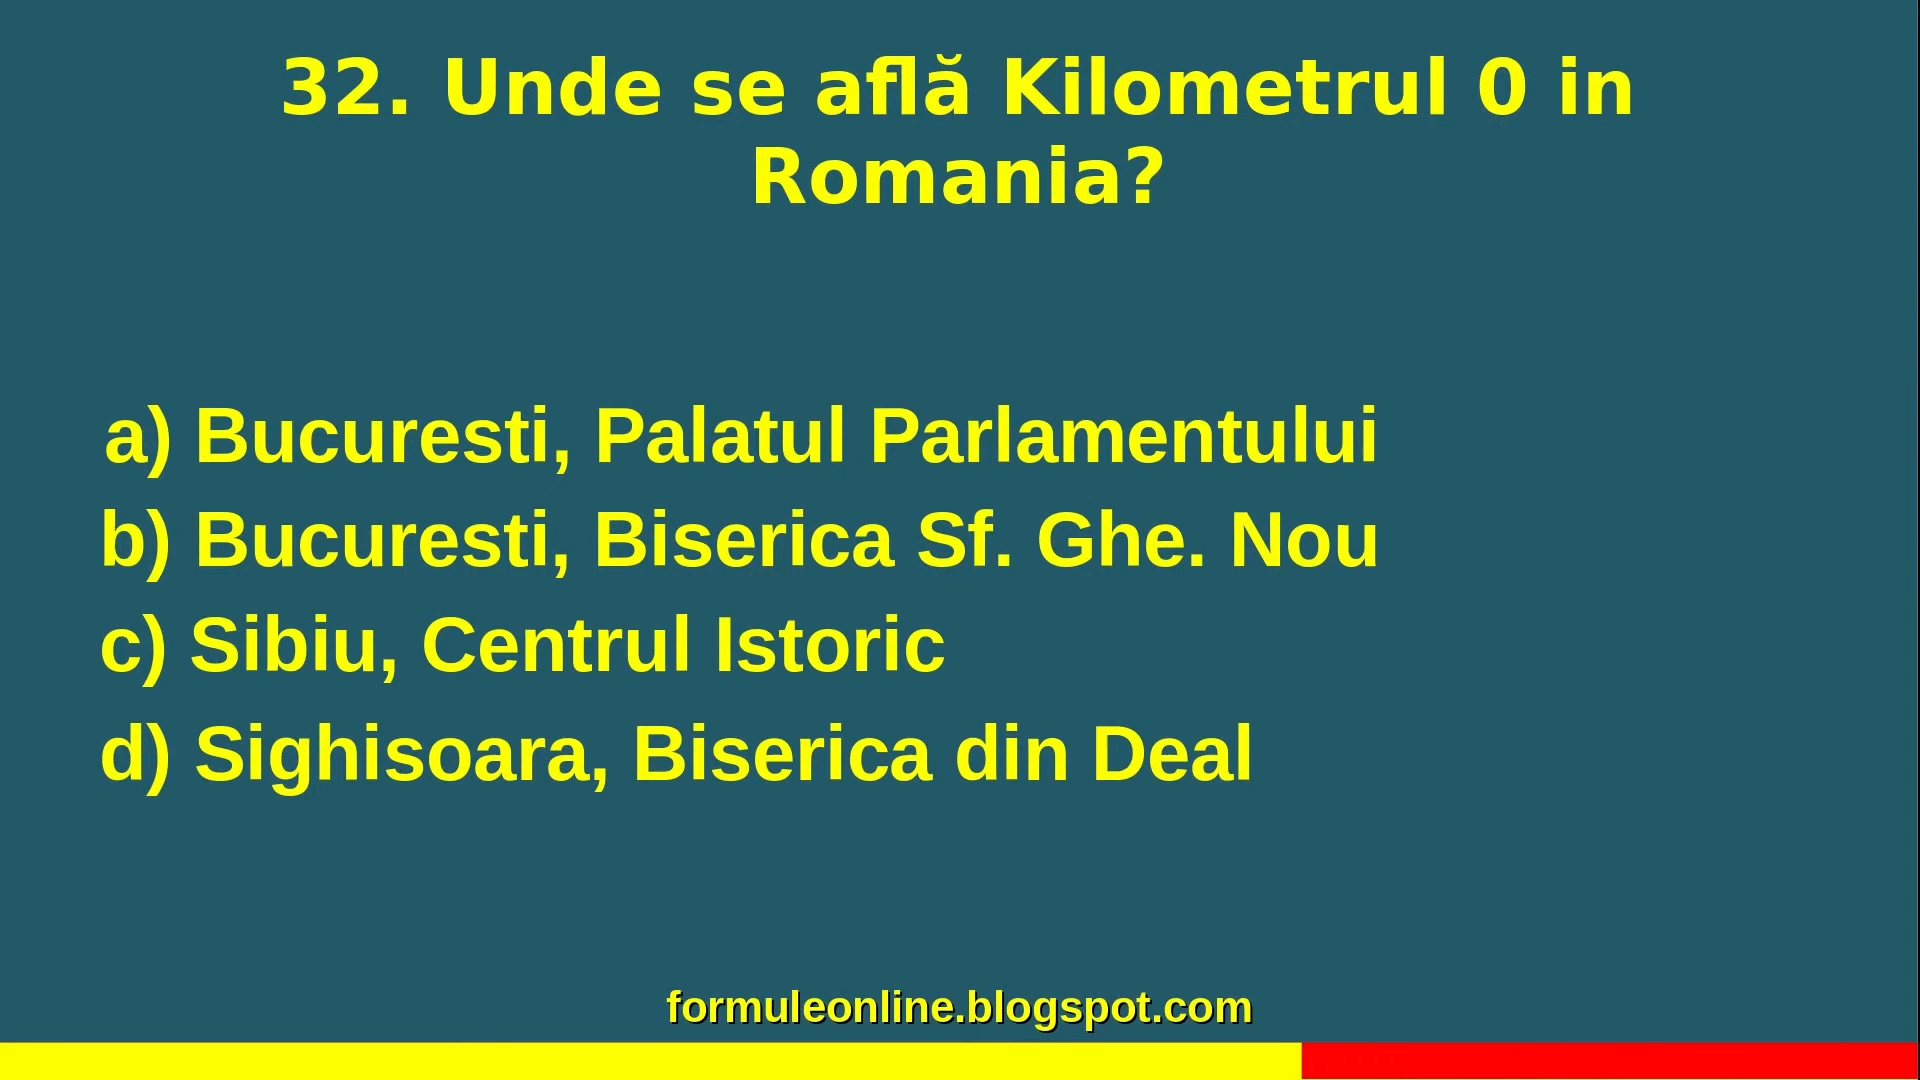 32. Unde se află Kilometrul 0 in
Romania?
a) Bucuresti, Palatul Parlamentului
b) Bucuresti, Biserica Sf. Ghe. Nou
c) Sibiu, Centrul Istoric
d) Sighisoara, Biserica din Deal
formuleonline.blogspot.com